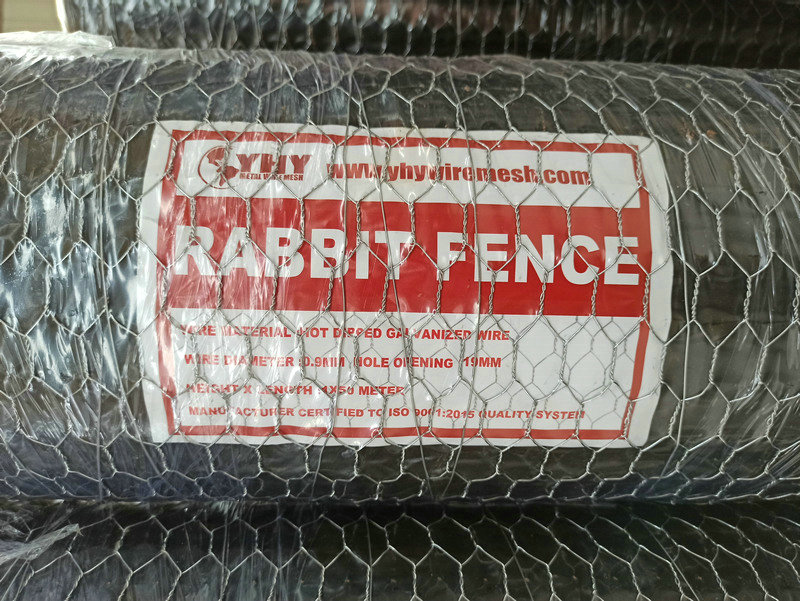 YHY
METAL WIRE MESH
www.yhywiremesh.com
RABBIT FENCE
WIRE MATERIAL :HOT DIPPED GALVANIZED WIRE
WIRE DIAMETER :0.9MM HOLE OPENING :19MM
HEIGHT X LENGTH :1X50 METER
MANUFACTURER CERTIFIED TO ISO 9001:2015 QUALITY SYSTEM